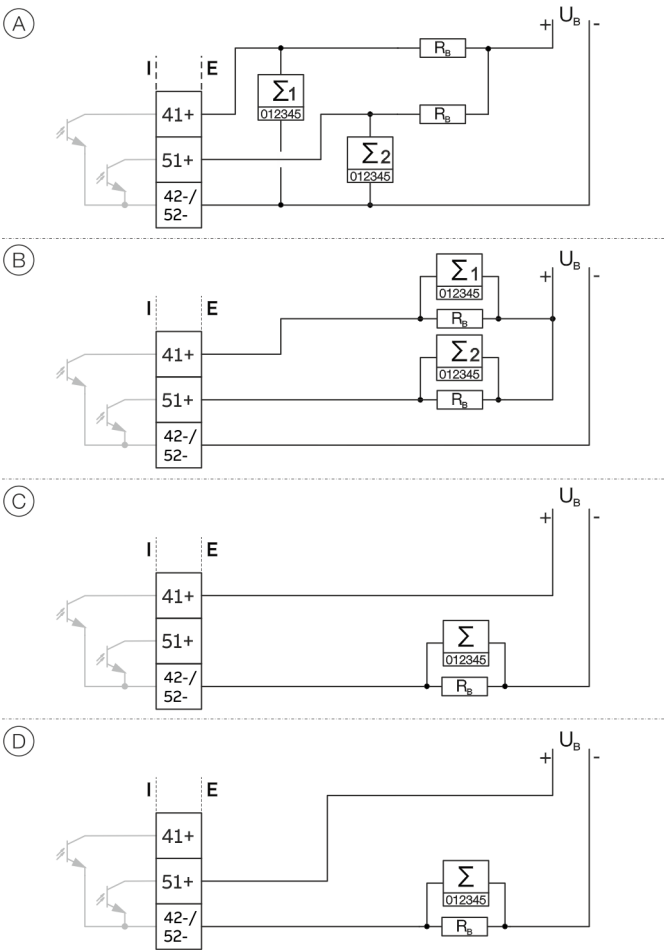 A
U_B
+ -
R_B
I E
Σ1
012345
41+
R_B
Σ2
012345
51+
42-/
52-
B
U_B
+ -
Σ1
012345
I E
R_B
Σ2
012345
41+
R_B
51+
42-/
52-
C
U_B
+ -
I E
41+
51+
Σ
012345
42-/
52-
R_B
D
U_B
+ -
I E
41+
51+
Σ
012345
42-/
52-
R_B